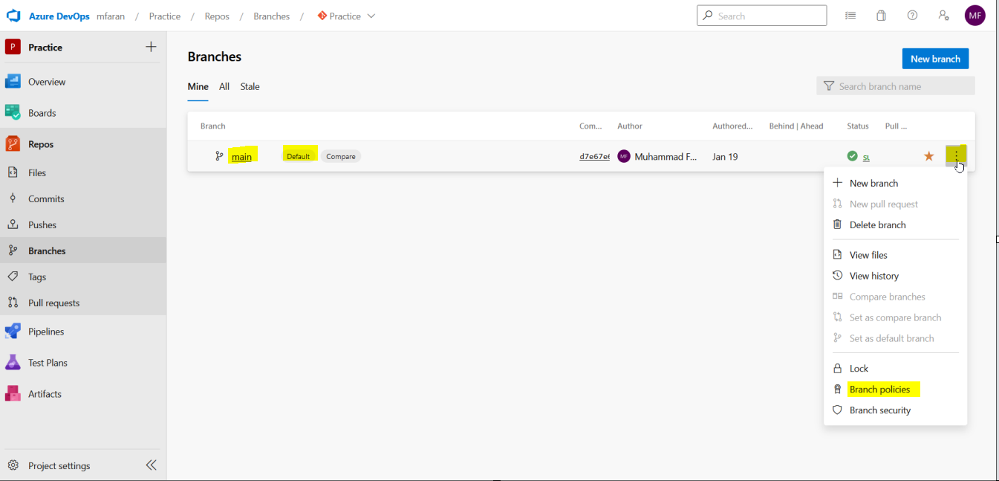 Azure DevOps mfaran / Practice / Repos / Branches / Practice
Search
MF
P Practice
Overview
Boards
Repos
Files
Commits
Pushes
Branches
Tags
Pull requests
Pipelines
Test Plans
Artifacts
Project settings
Branches
New branch
Mine All Stale
Search branch name
Branch Com... Author Authored... Behind | Ahead Status Pull ...
main Default Compare d7e67e6 MF Muhammad F... Jan 19 su
New branch
New pull request
Delete branch
View files
View history
Compare branches
Set as compare branch
Set as default branch
Lock
Branch policies
Branch security